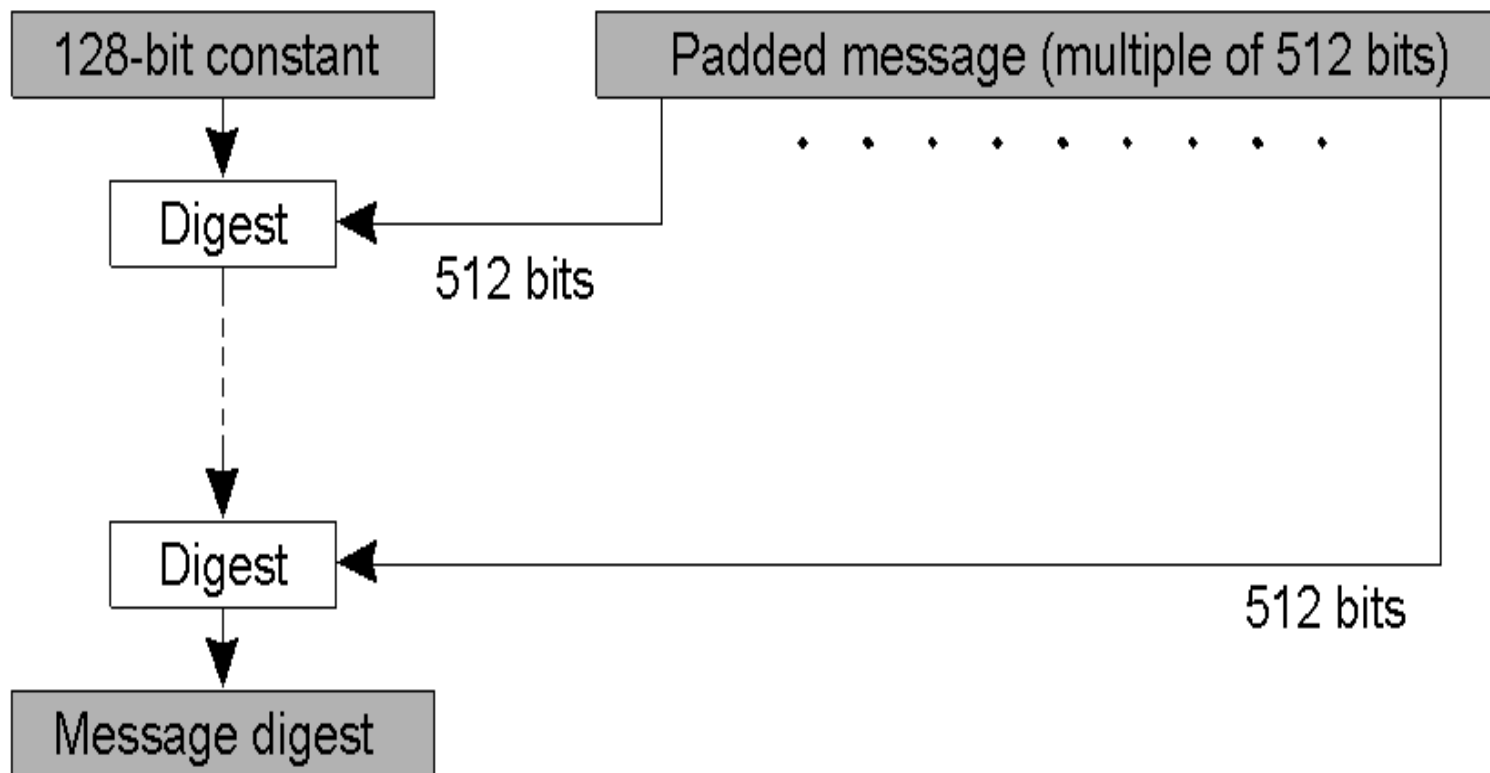 128-bit constant
Padded message (multiple of 512 bits)
Digest
512 bits
Digest
512 bits
Message digest